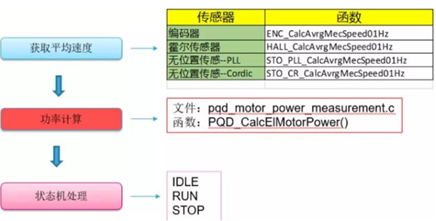 传感器 函数
编码器 ENC_CalcAvrgMecSpeed01Hz
霍尔传感器 HALL_CalcAvrgMecSpeed01Hz
无位置传感--PLL STO_PLL_CalcAvrgMecSpeed01Hz
无位置传感--Cordic STO_CR_CalcAvrgMecSpeed01Hz
获取平均速度
功率计算
文件：pqd_motor_power_measurement.c
函数：PQD_CalcElMotorPower()
状态机处理
IDLE
RUN
STOP